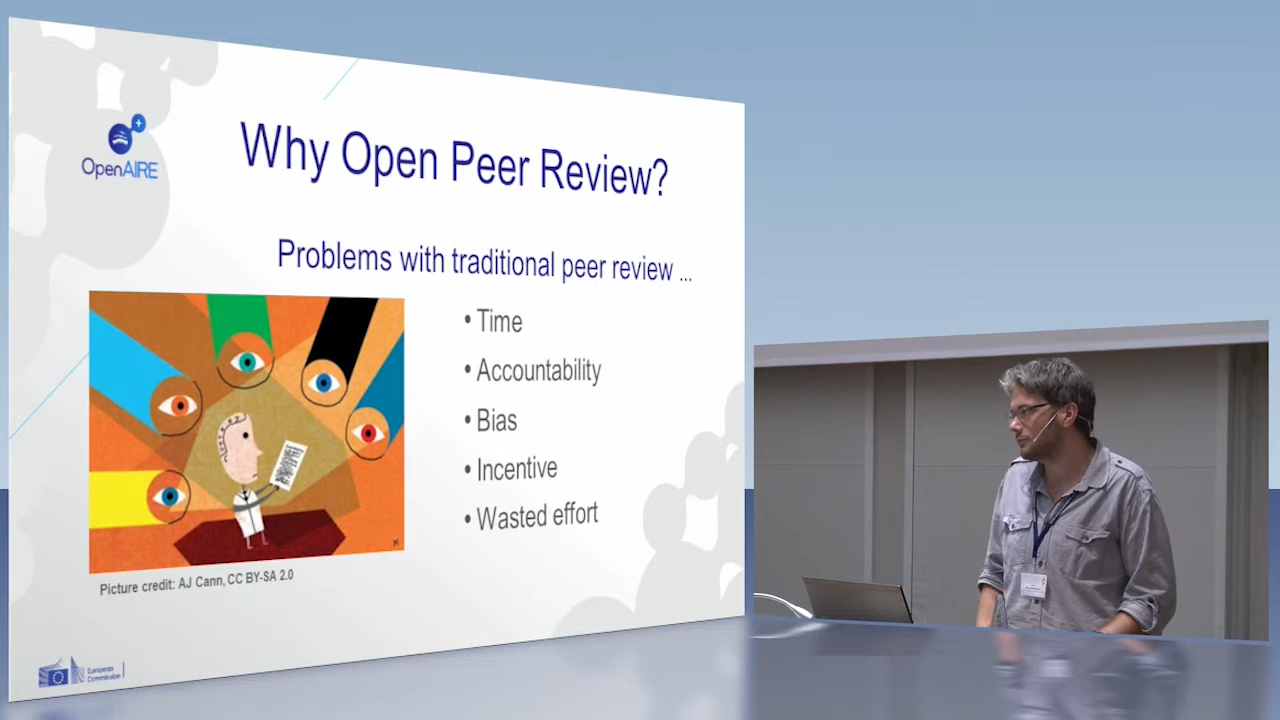 OpenAIRE
Why Open Peer Review?
Problems with traditional peer review ...
• Time
• Accountability
• Bias
• Incentive
• Wasted effort
Picture credit: AJ Cann, CC BY-SA 2.0
European
Commission